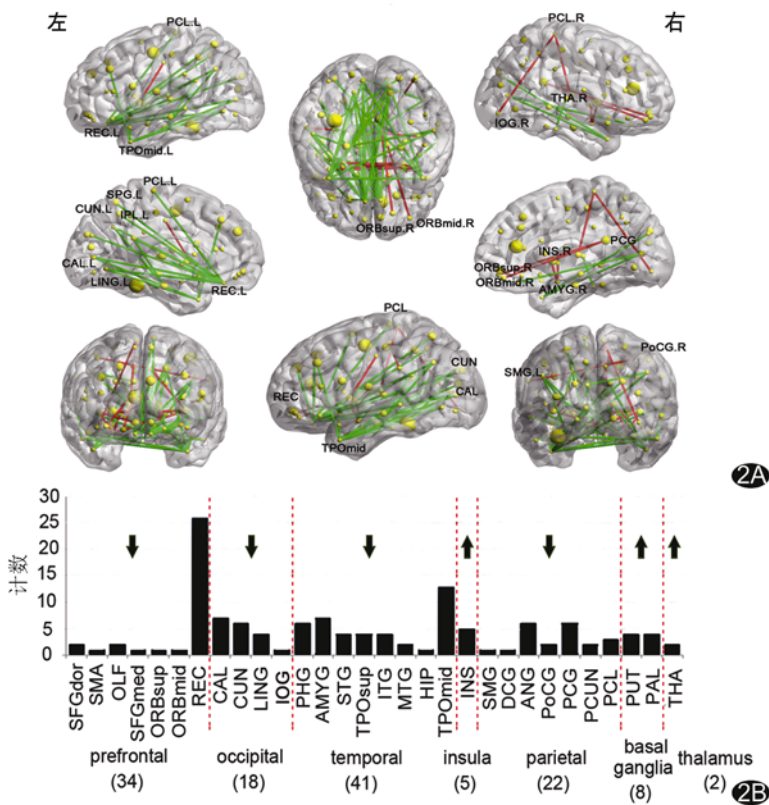 左
右
PCL.L
REC.L
TPOmid.L
PCL.R
THA.R
IOG.R
ORBsup.R
ORBmid.R
PCL.L
SPG.L
CUN.L
IPL.L
CAL.L
LING.L
REC.L
PCG
INS.R
ORBsup.R
ORBmid.R
AMYG.R
PCL
CUN
CAL
REC
TPOmid
PoCG.R
SMG.L
2A
计数
30
25
20
15
10
5
0
SFGdor
SMA
OLF
SFGmed
ORBsup
ORBmid
REC
CAL
CUN
LING
IOG
PHG
AMYG
STG
TPOsup
ITG
MTG
HIP
TPOmid
INS
SMG
DCG
ANG
PoCG
PCG
PCUN
PCL
PUT
PAL
THA
prefrontal
(34)
occipital
(18)
temporal
(41)
insula
(5)
parietal
(22)
basal
ganglia
(8)
thalamus
(2)
2B